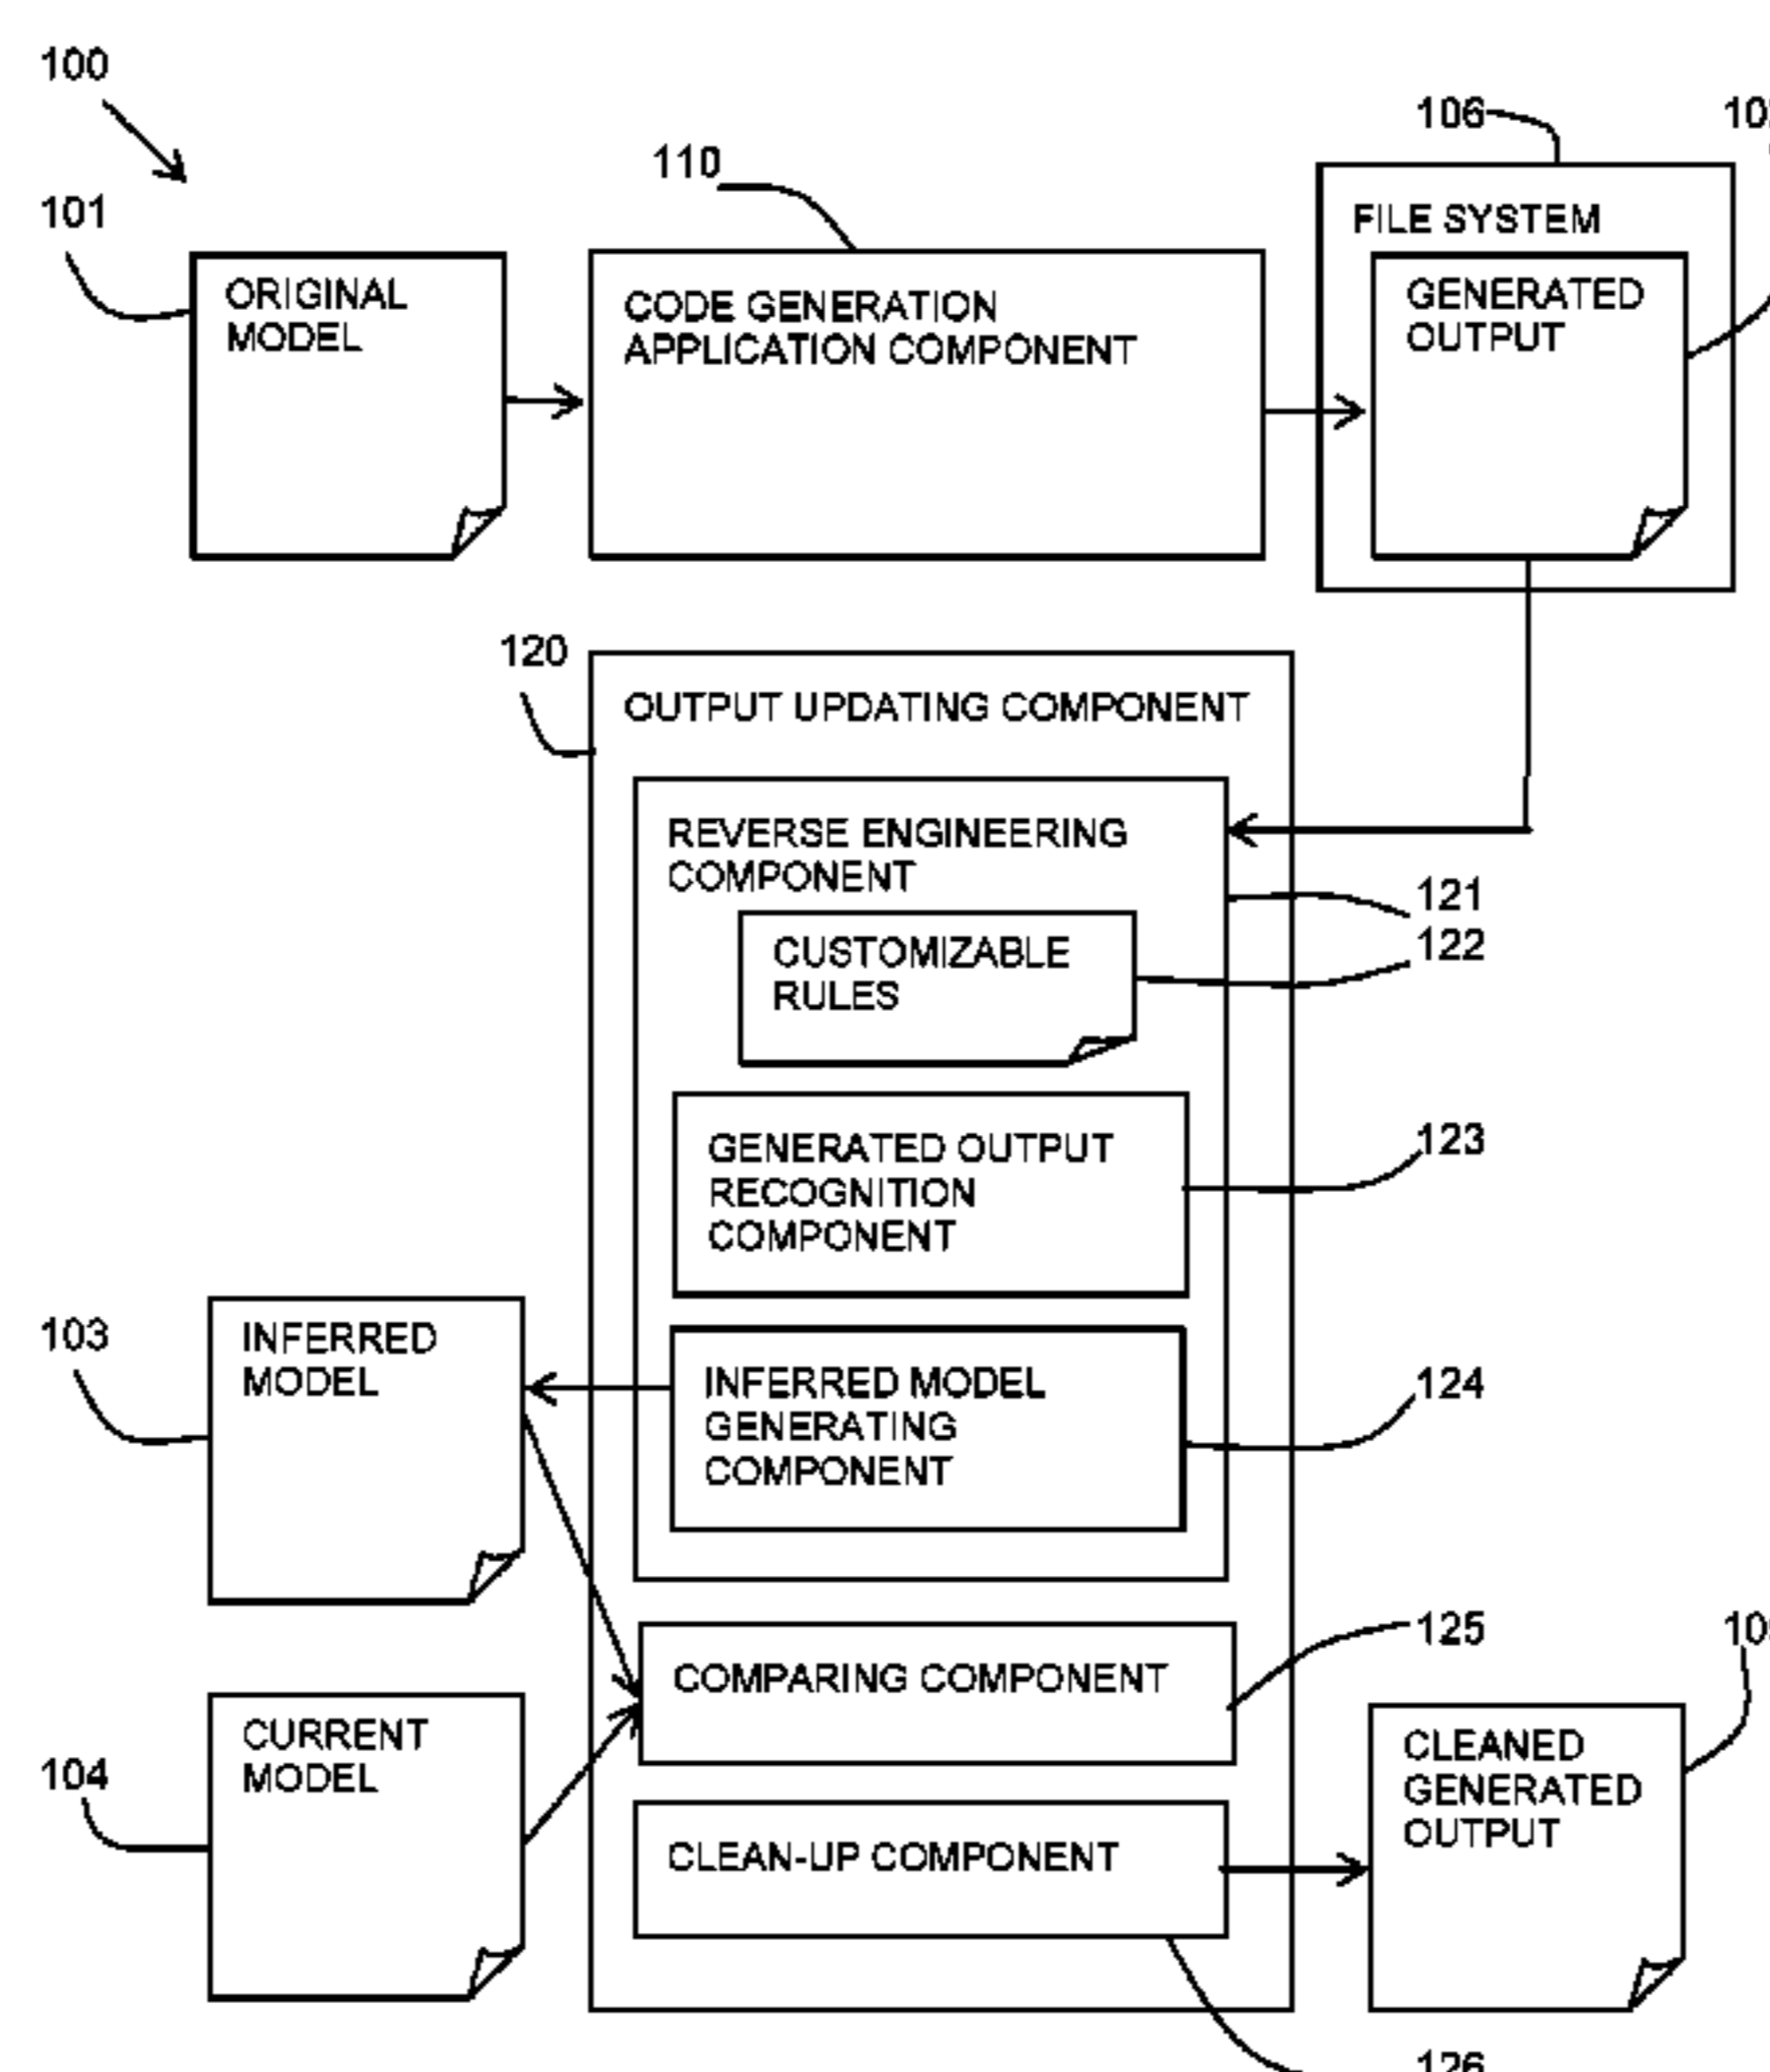 100
106
110
101
FILE SYSTEM
ORIGINAL
MODEL
CODE GENERATION
APPLICATION COMPONENT
GENERATED
OUTPUT
120
OUTPUT UPDATING COMPONENT
REVERSE ENGINEERING
COMPONENT
121
122
CUSTOMIZABLE
RULES
123
GENERATED OUTPUT
RECOGNITION
COMPONENT
103
INFERRED
MODEL
124
INFERRED MODEL
GENERATING
COMPONENT
125
COMPARING COMPONENT
104
CURRENT
MODEL
CLEANED
GENERATED
OUTPUT
CLEAN-UP COMPONENT
126